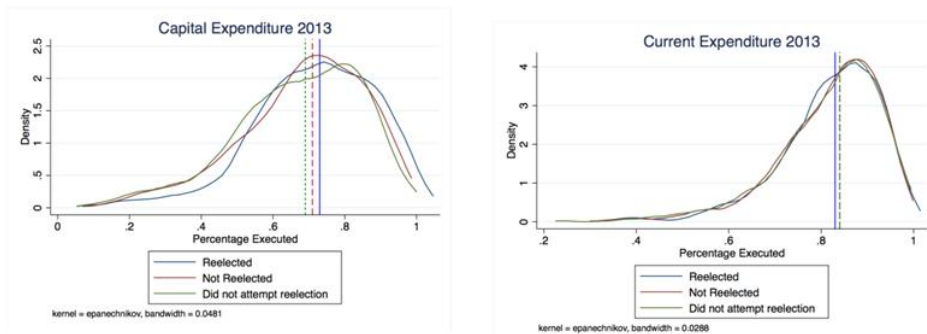 Capital Expenditure 2013
Density
2.5
2
1.5
1
.5
0
0 .2 .4 .6 .8 1
Percentage Executed
Reelected
Not Reelected
Did not attempt reelection
kernel = epanechnikov, bandwidth = 0.0481
Current Expenditure 2013
Density
4
3
2
1
0
.2 .4 .6 .8 1
Percentage Executed
Reelected
Not Reelected
Did not attempt reelection
kernel = epanechnikov, bandwidth = 0.0288